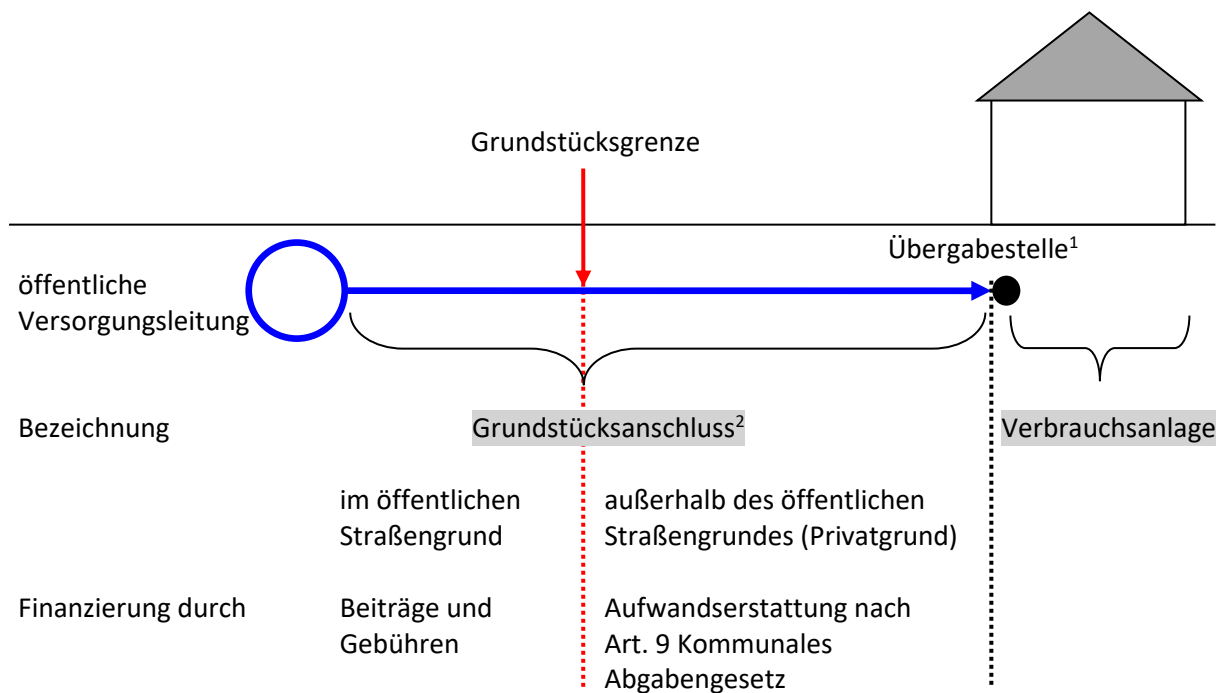 Grundstücksgrenze
Übergabestelle¹
öffentliche
Versorgungsleitung
Bezeichnung
Grundstücksanschluss²
Verbrauchsanlage
im öffentlichen
Straßengrund
außerhalb des öffentlichen
Straßengrundes (Privatgrund)
Finanzierung durch
Beiträge und
Gebühren
Aufwandserstattung nach
Art. 9 Kommunales
Abgabengesetz